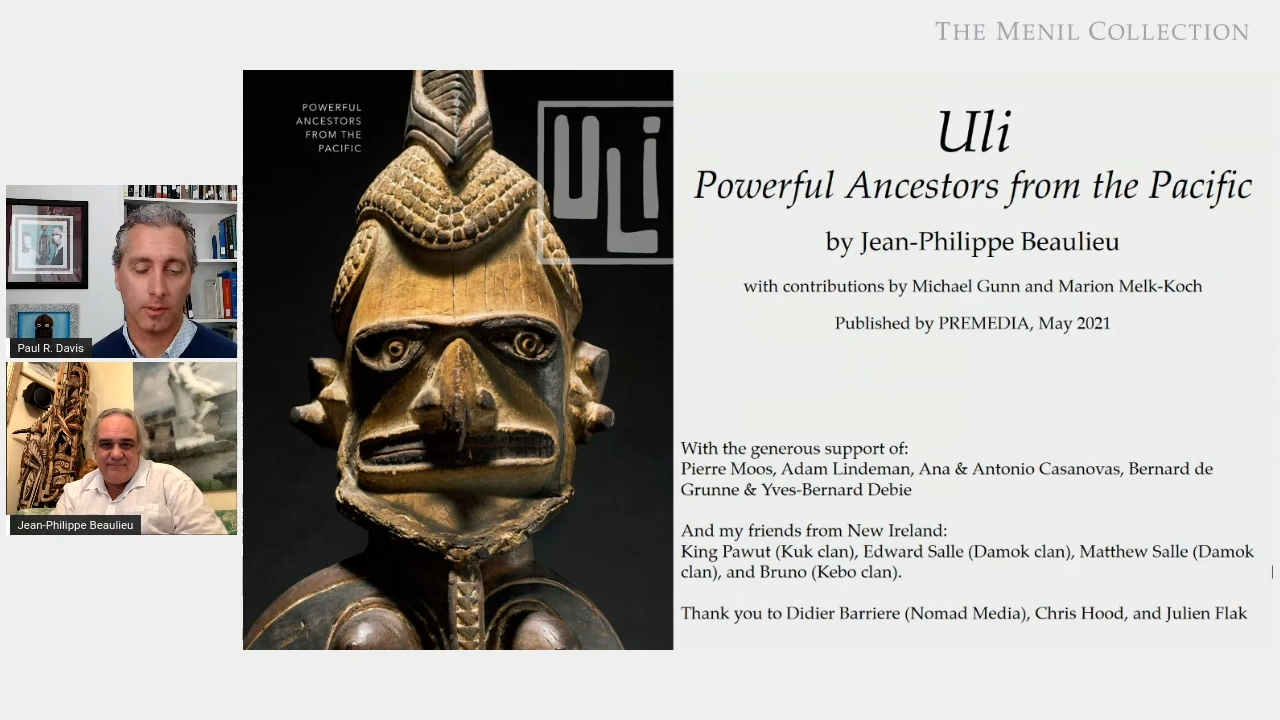 THE MENIL COLLECTION
POWERFUL
ANCESTORS
FROM THE
PACIFIC
ULi
Uli
Powerful Ancestors from the Pacific
by Jean-Philippe Beaulieu
with contributions by Michael Gunn and Marion Melk-Koch
Published by PREMEDIA, May 2021
With the generous support of:
Pierre Moos, Adam Lindeman, Ana & Antonio Casanovas, Bernard de
Grunne & Yves-Bernard Debie
And my friends from New Ireland:
King Pawut (Kuk clan), Edward Salle (Damok clan), Matthew Salle (Damok
clan), and Bruno (Kebo clan).
Thank you to Didier Barriere (Nomad Media), Chris Hood, and Julien Flak
Paul R. Davis
Jean-Philippe Beaulieu